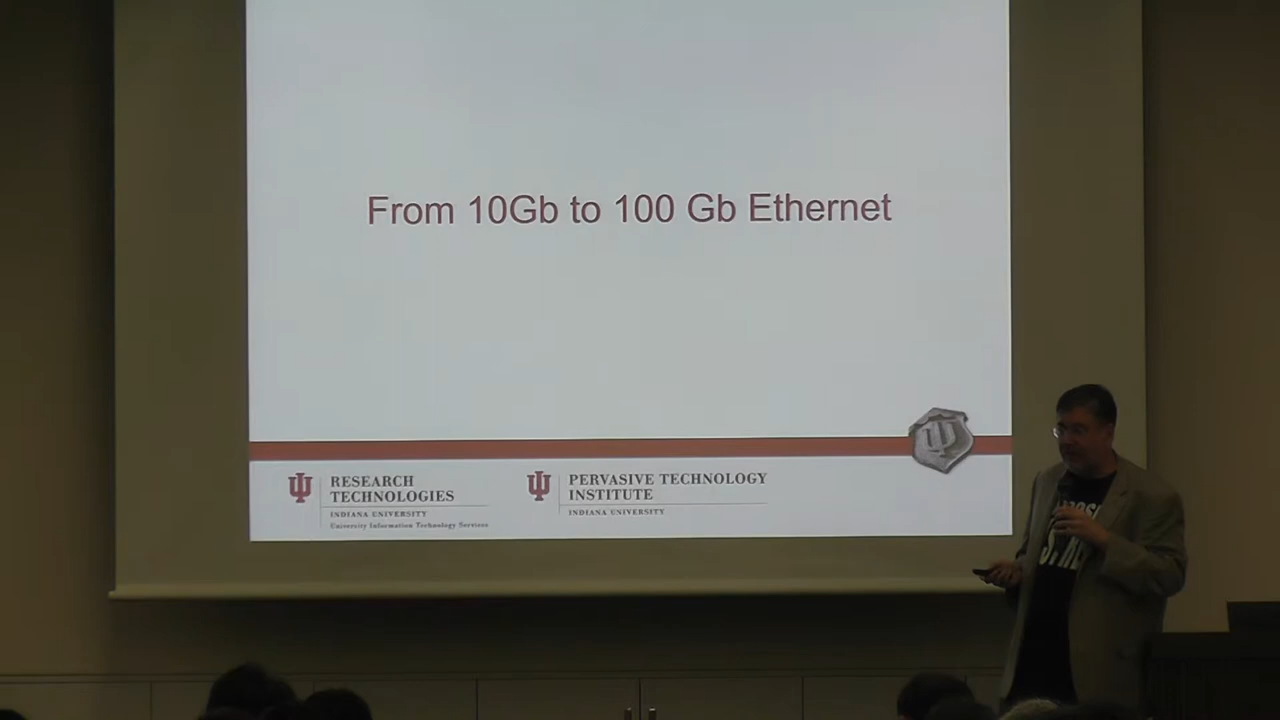 From 10Gb to 100 Gb Ethernet
RESEARCH
TECHNOLOGIES
INDIANA UNIVERSITY
University Information Technology Services
PERVASIVE TECHNOLOGY
INSTITUTE
INDIANA UNIVERSITY